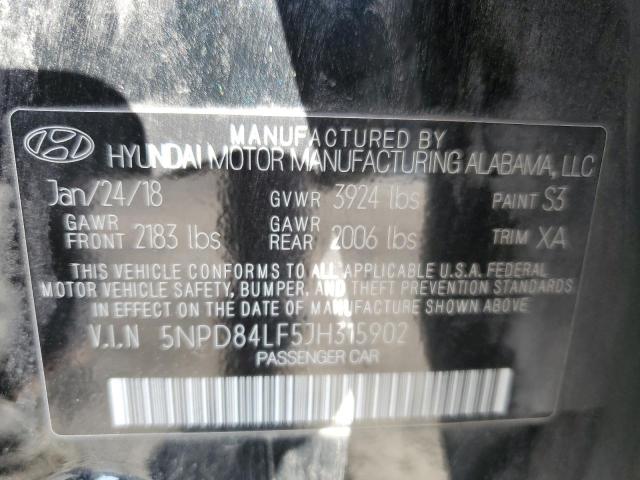 MANUFACTURED BY
HYUNDAI MOTOR MANUFACTURING ALABAMA, LLC
Jan/24/18 GVWR 3924 lbs PAINT S3
GAWR FRONT 2183 lbs GAWR REAR 2006 lbs TRIM XA
THIS VEHICLE CONFORMS TO ALL APPLICABLE U.S.A. FEDERAL
MOTOR VEHICLE SAFETY, BUMPER, AND THEFT PREVENTION STANDARDS
IN EFFECT ON THE DATE OF MANUFACTURE SHOWN ABOVE.
V.I.N 5NPD84LF5JH315902
PASSENGER CAR